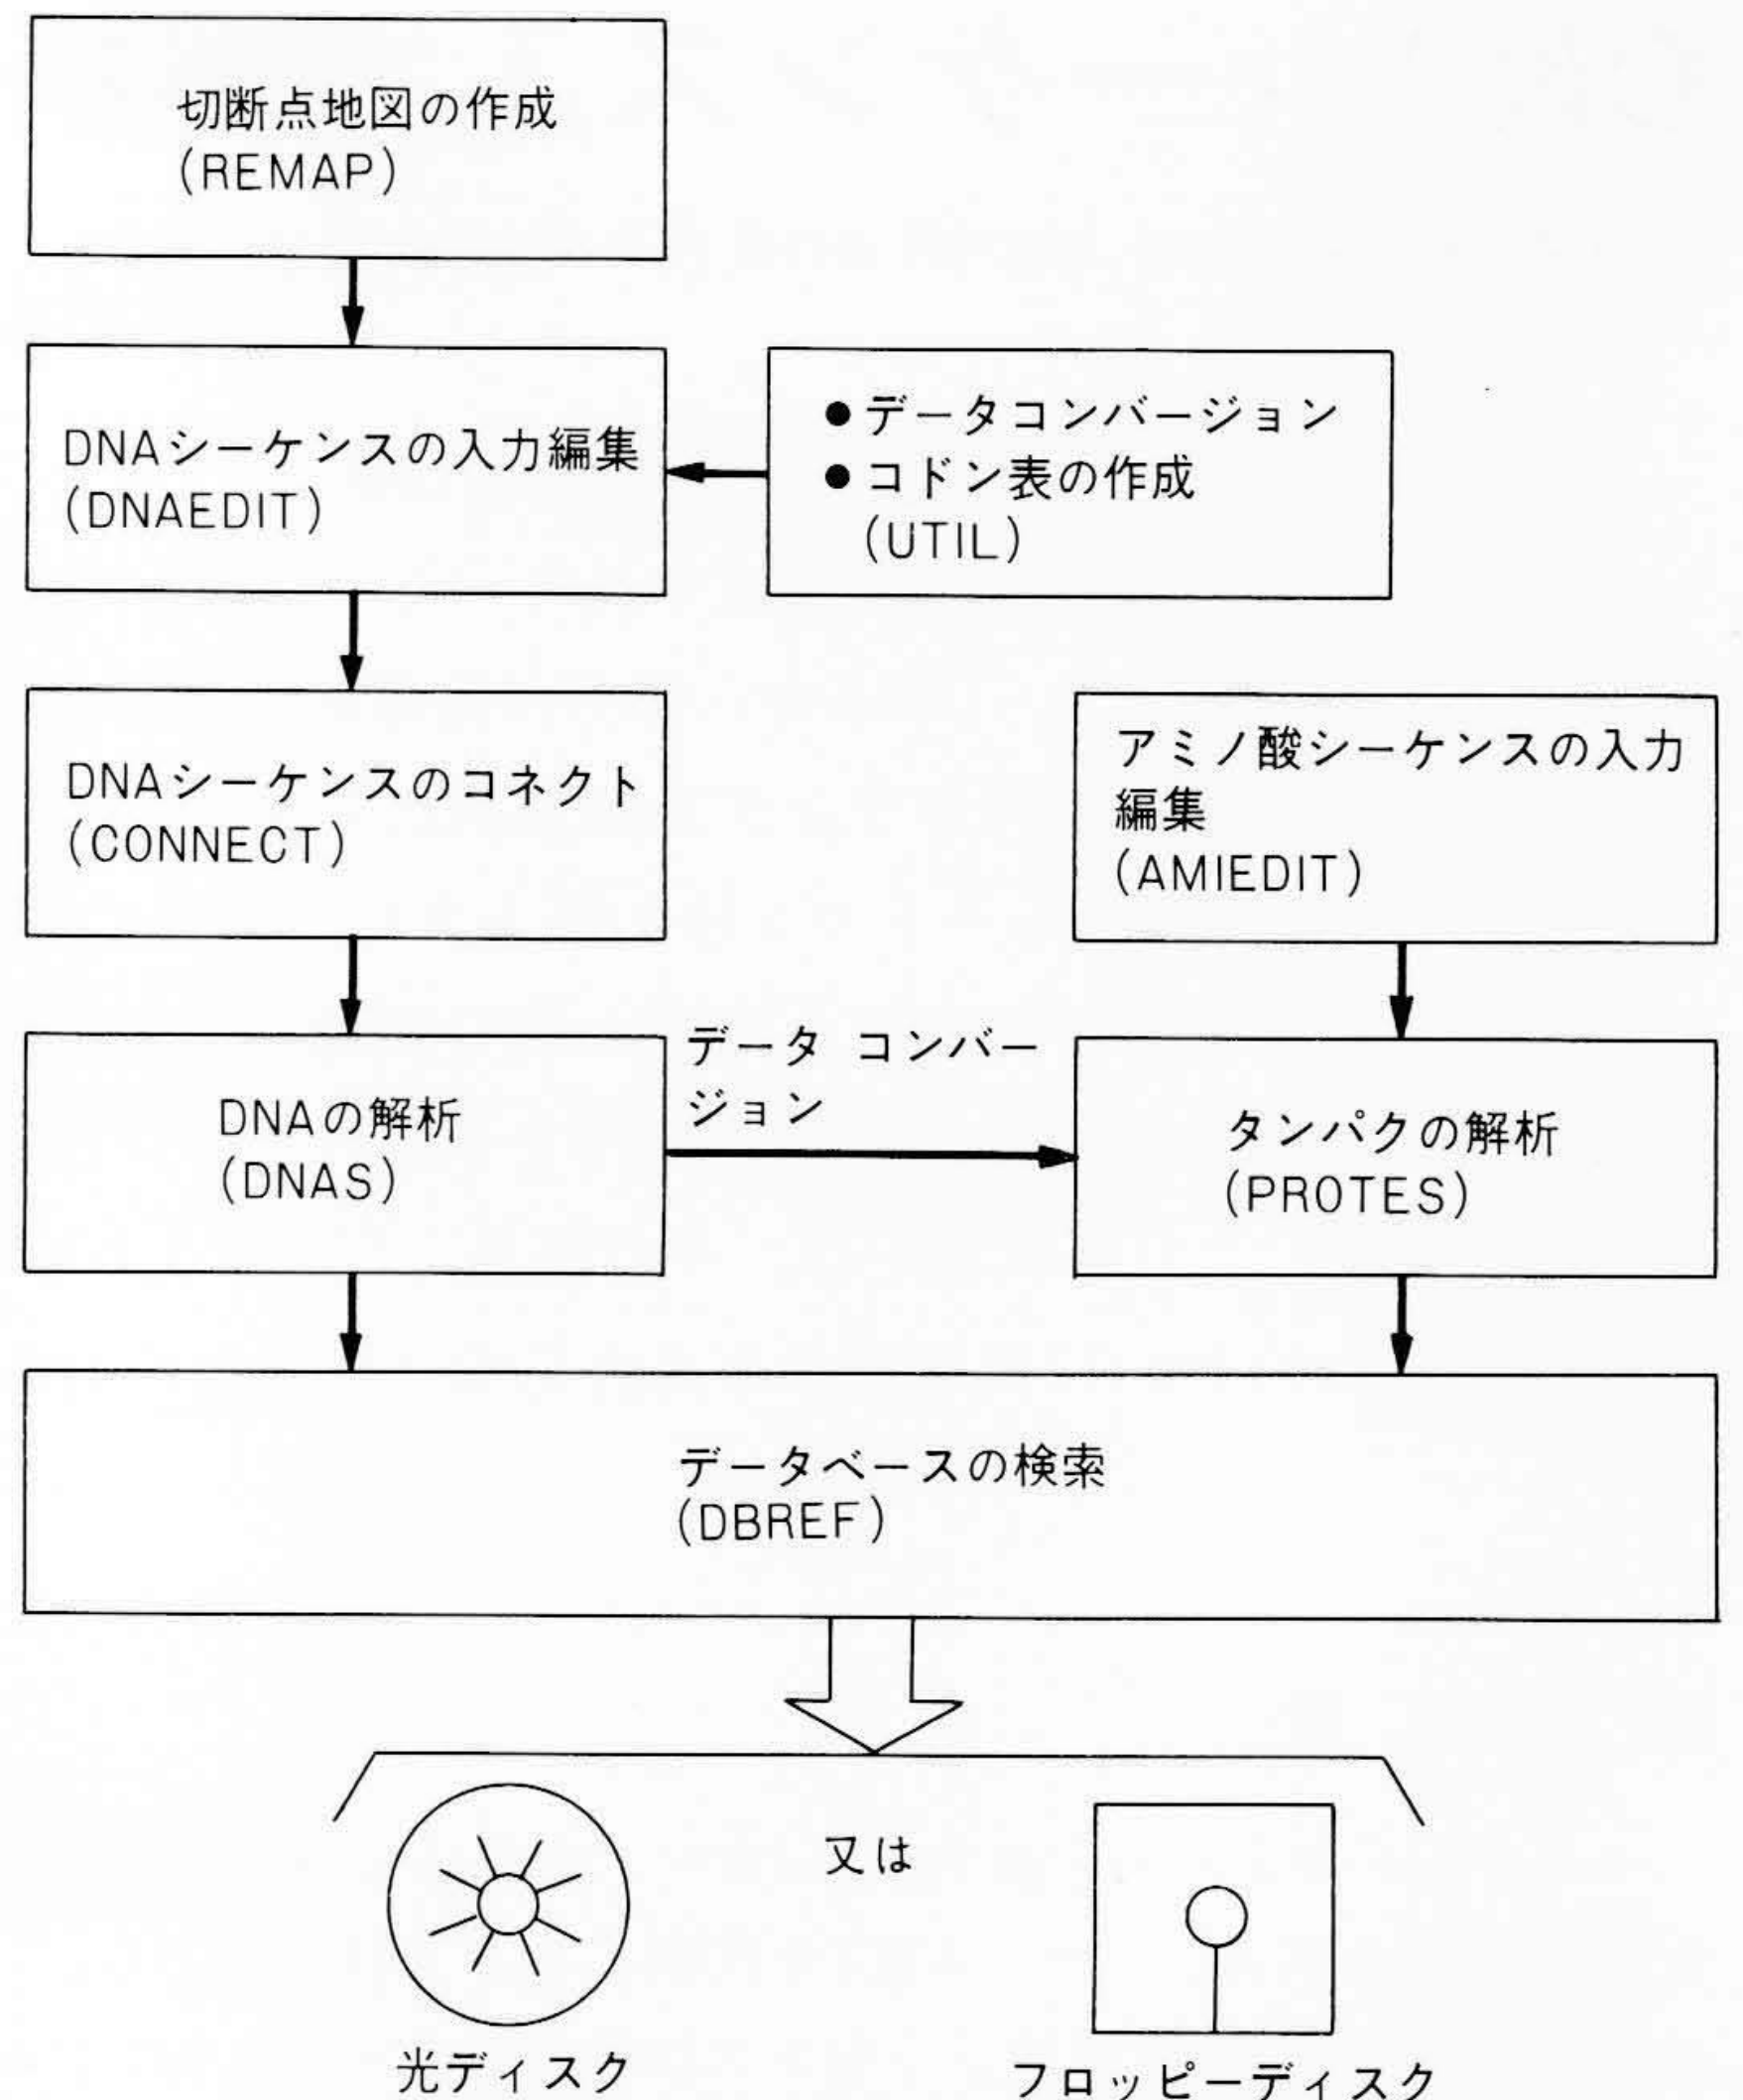 切断点地図の作成
(REMAP)
DNAシーケンスの入力編集
(DNAEDIT)
●データコンバージョン
●コドン表の作成
(UTIL)
DNAシーケンスのコネクト
(CONNECT)
アミノ酸シーケンスの入力
編集
(AMIEDIT)
DNAの解析
(DNAS)
データ コンバー
ジョン
タンパクの解析
(PROTES)
データベースの検索
(DBREF)
又は
光ディスク
フロッピーディスク